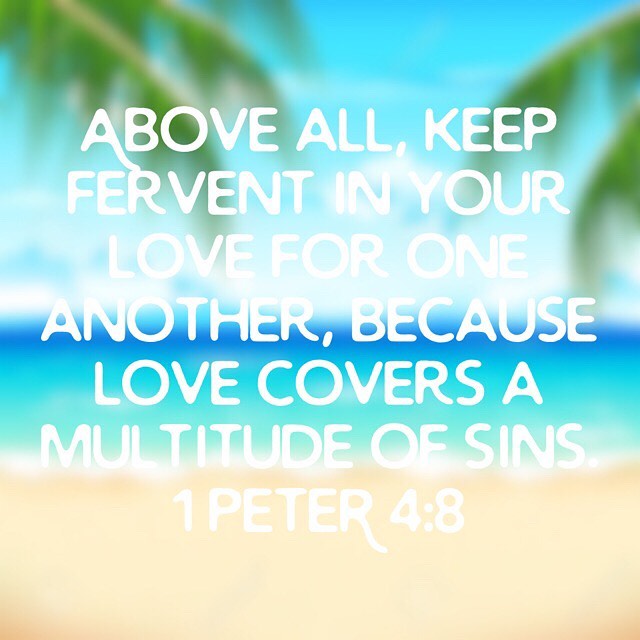 ABOVE ALL, KEEP
FERVENT IN YOUR
LOVE FOR ONE
ANOTHER, BECAUSE
LOVE COVERS A
MULTITUDE OF SINS.
1 PETER 4:8